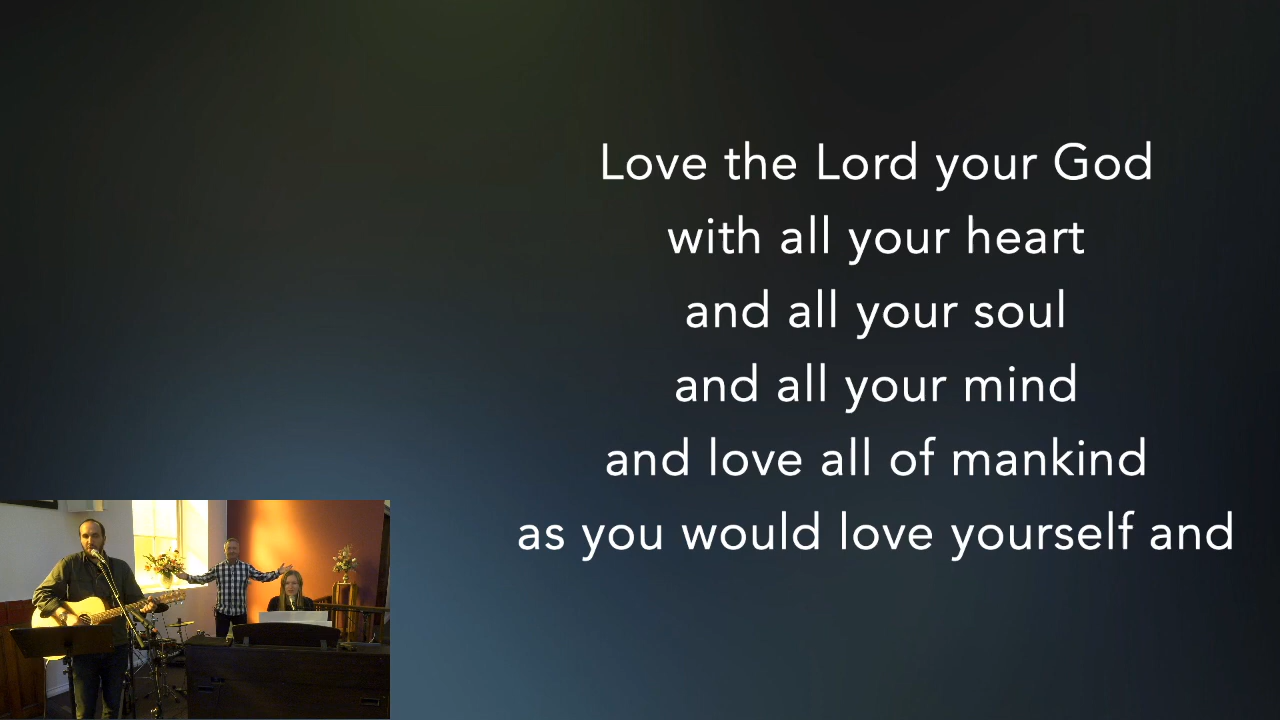 Love the Lord your God
with all your heart
and all your soul
and all your mind
and love all of mankind
as you would love yourself and